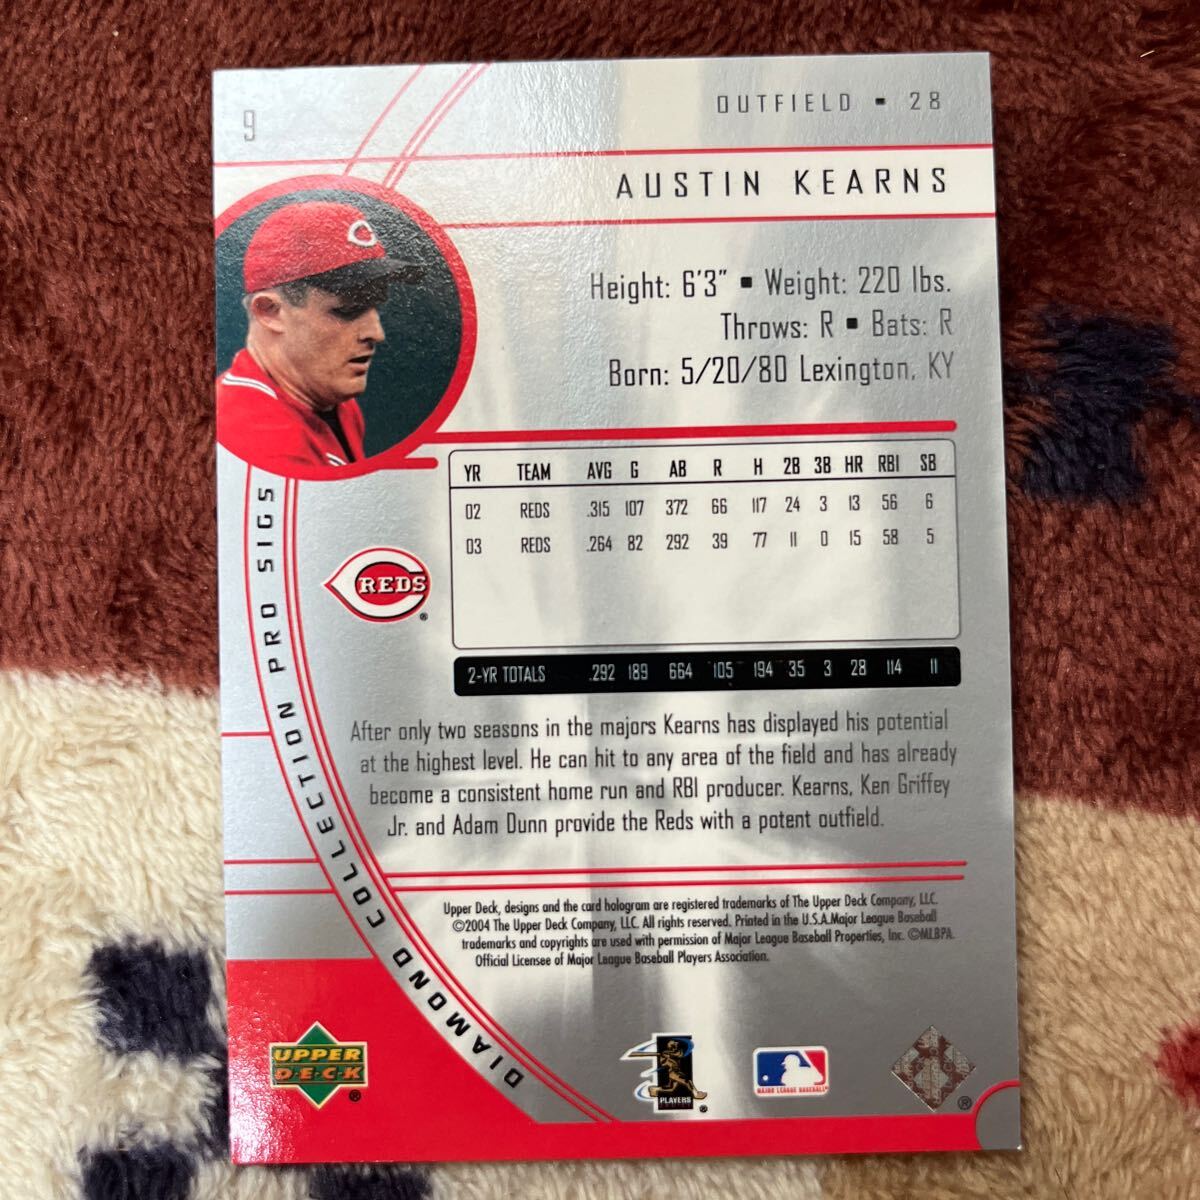 9
OUTFIELD ▪ 28
AUSTIN KEARNS
Height: 6'3" ▪ Weight: 220 lbs.
Throws: R ▪ Bats: R
Born: 5/20/80 Lexington, KY
YR TEAM AVG G AB R H 2B 3B HR RBI SB
02 REDS .315 107 372 66 117 24 3 13 56 6
03 REDS .264 82 292 39 77 11 0 15 58 5
2-YR TOTALS .292 189 664 105 194 35 3 28 114 11
REDS
®
DIAMOND COLLECTION PRO SIGS
After only two seasons in the majors Kearns has displayed his potential
at the highest level. He can hit to any area of the field and has already
become a consistent home run and RBI producer. Kearns, Ken Griffey
Jr. and Adam Dunn provide the Reds with a potent outfield.
Upper Deck, designs and the card hologram are registered trademarks of The Upper Deck Company, LLC.
©2004 The Upper Deck Company, LLC. All rights reserved. Printed in the U.S.A.Major League Baseball
trademarks and copyrights are used with permission of Major League Baseball Properties, Inc. ©MLBPA
Official Licensee of Major League Baseball Players Association.
UPPER
D·E·C·K
®
PLAYERS
®
MAJOR LEAGUE BASEBALL
®